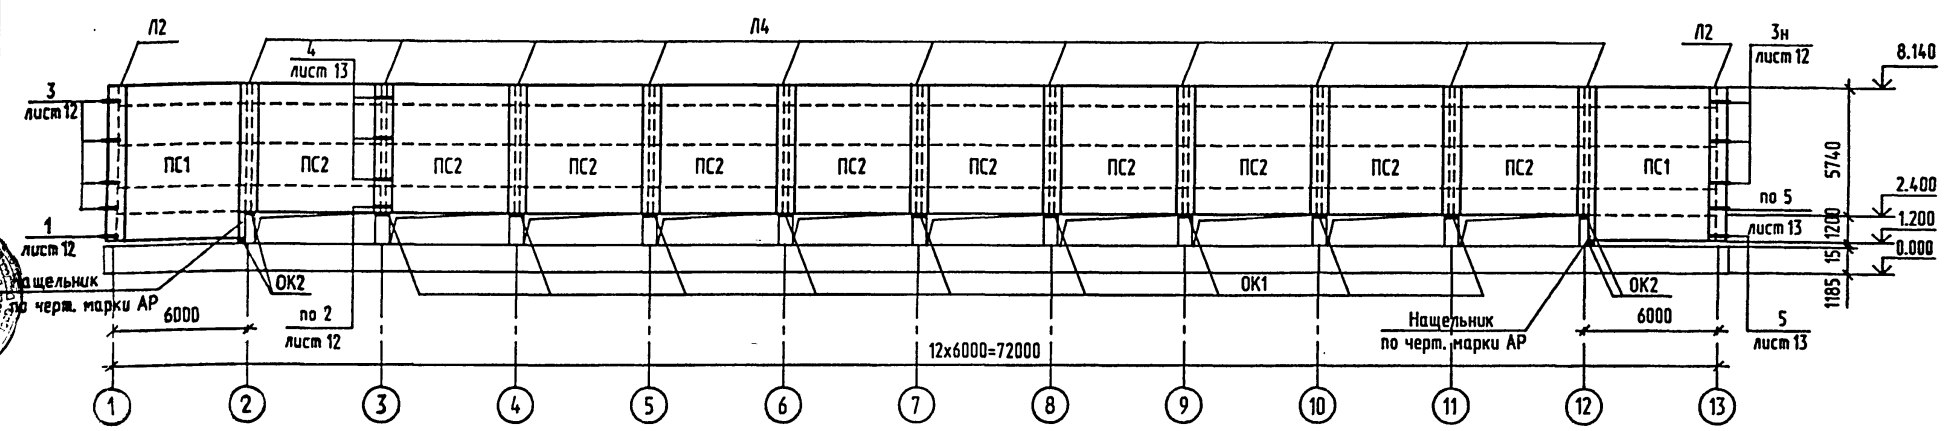 Л2
Л4
Л2
3н
лист 12
8.140
4
лист 13
3
лист 12
ПС1
ПС2
ПС2
ПС2
ПС2
ПС2
ПС2
ПС2
ПС2
ПС2
ПС2
ПС1
5740
2.400
по 5
лист 13
1200
1.200
15
0.000
1185
1
лист 12
Нащельник
по черт. марки АР
ОК2
ОК1
ОК2
6000
по 2
лист 12
Нащельник
по черт. марки АР
6000
5
лист 13
12х6000=72000
1
2
3
4
5
6
7
8
9
10
11
12
13